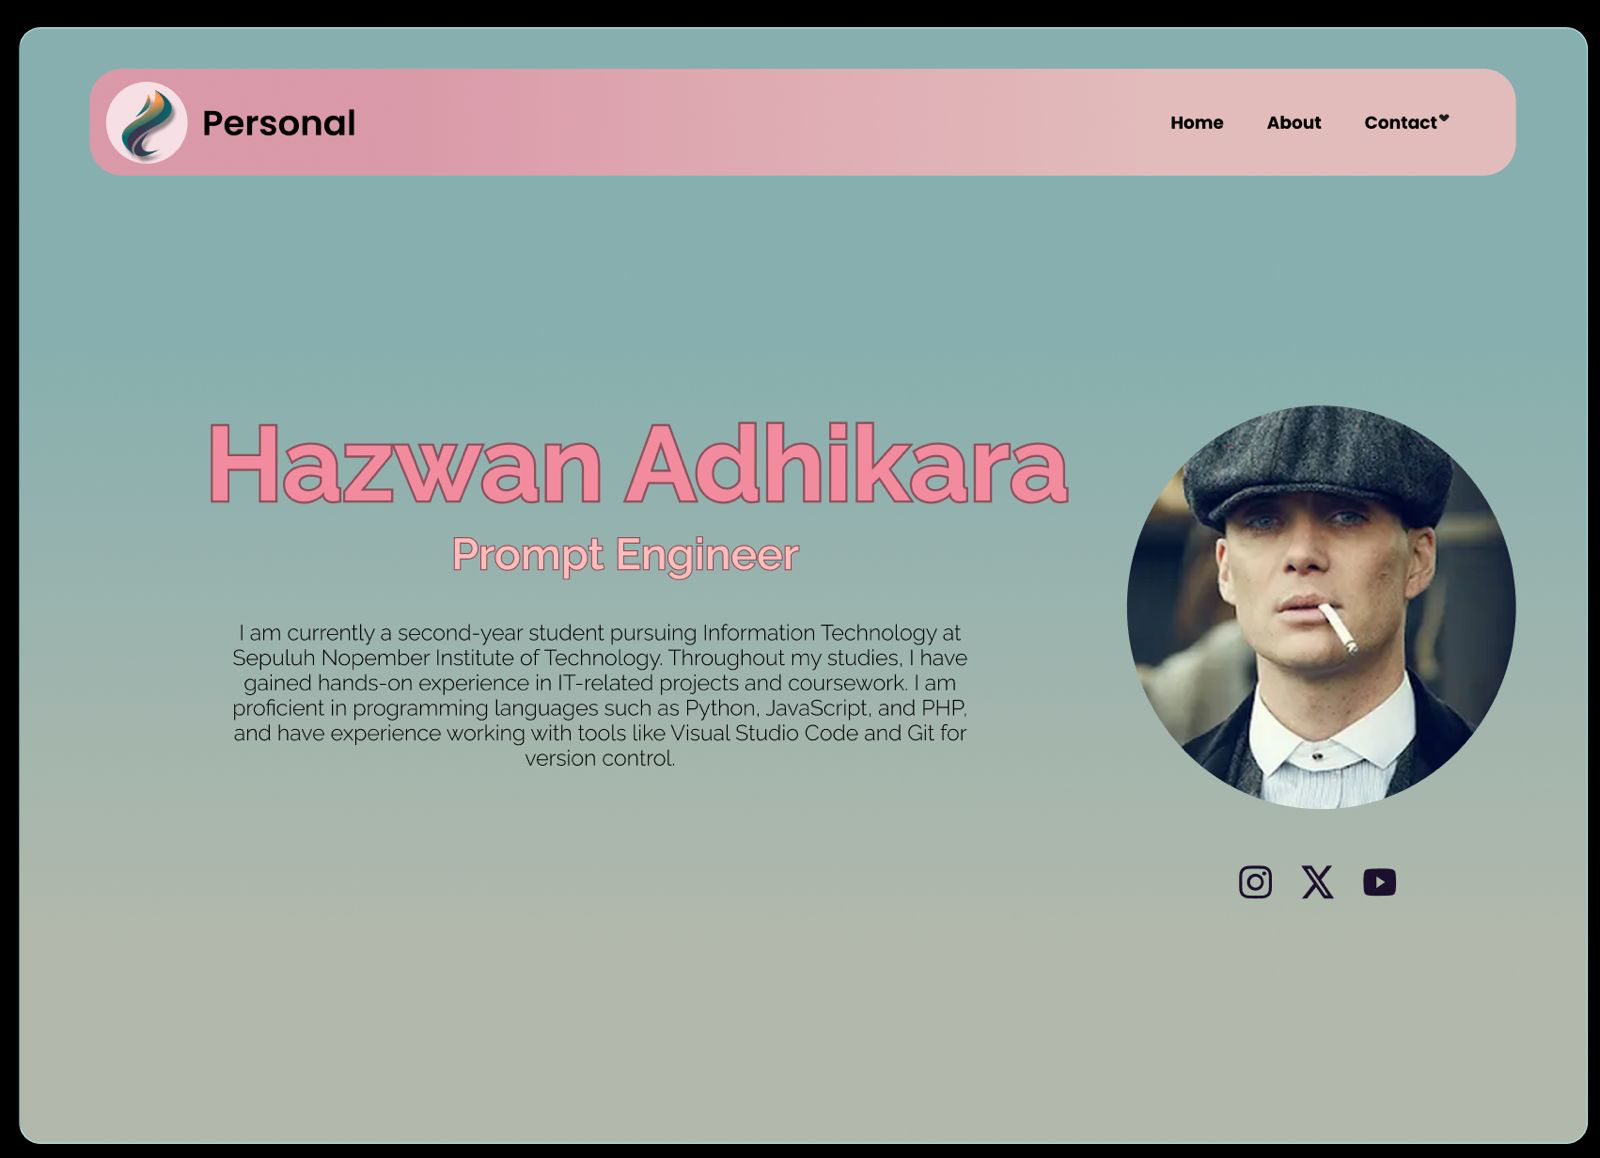 Personal
Home
About
Contact❤
Hazwan Adhikara
Prompt Engineer
I am currently a second-year student pursuing Information Technology at
Sepuluh Nopember Institute of Technology. Throughout my studies, I have
gained hands-on experience in IT-related projects and coursework. I am
proficient in programming languages such as Python, JavaScript, and PHP,
and have experience working with tools like Visual Studio Code and Git for
version control.